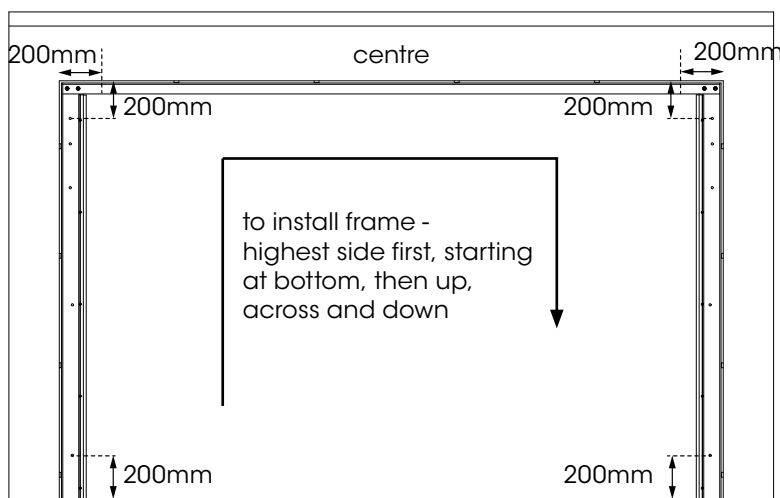 200mm centre 200mm
200mm 200mm
to install frame -
highest side first, starting
at bottom, then up,
across and down
200mm 200mm